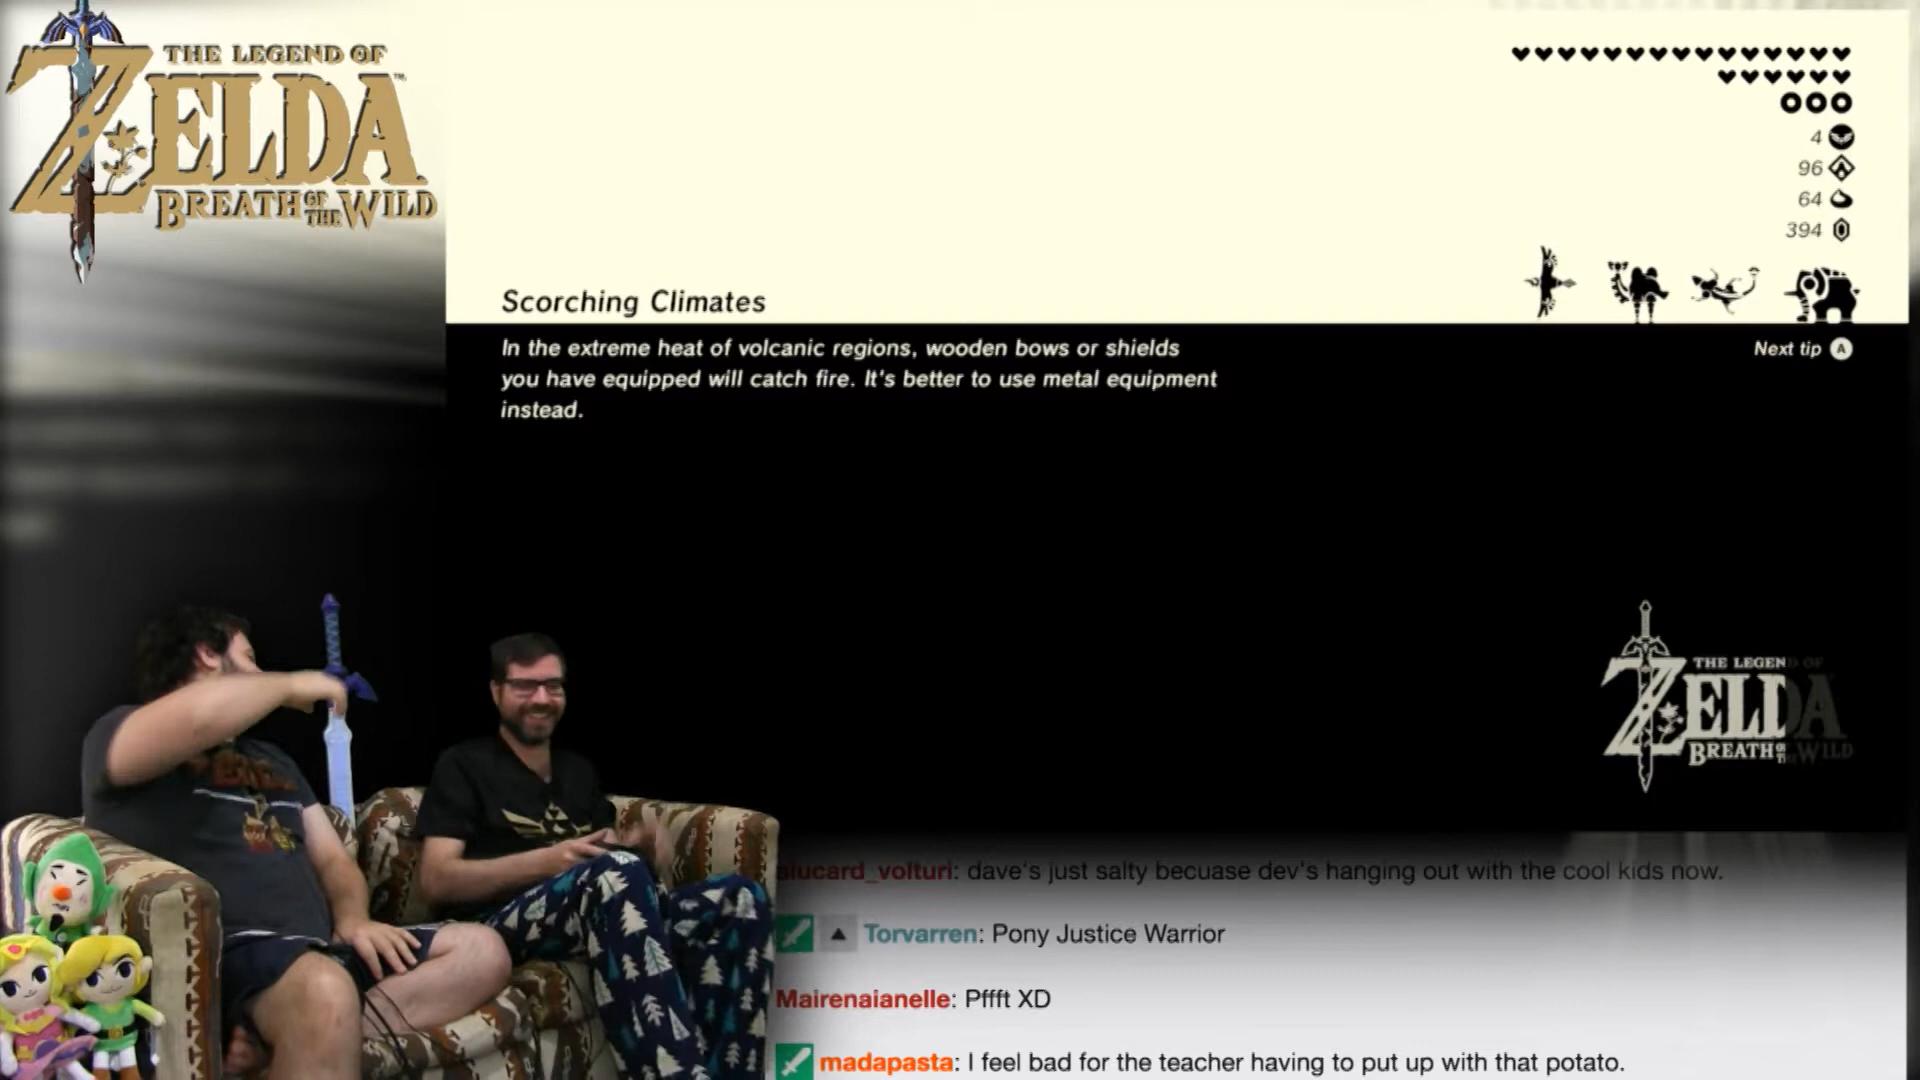 THE LEGEND OF
ZELDA™
BREATH OF THE WILD
4
96
64
394
Scorching Climates
In the extreme heat of volcanic regions, wooden bows or shields
you have equipped will catch fire. It's better to use metal equipment
instead.
Next tip A
THE LEGEND OF
ZELDA
BREATH OF THE WILD
alucard_volturi: dave's just salty becuase dev's hanging out with the cool kids now.
Torvarren: Pony Justice Warrior
Mairenaianelle: Pffft XD
madapasta: I feel bad for the teacher having to put up with that potato.